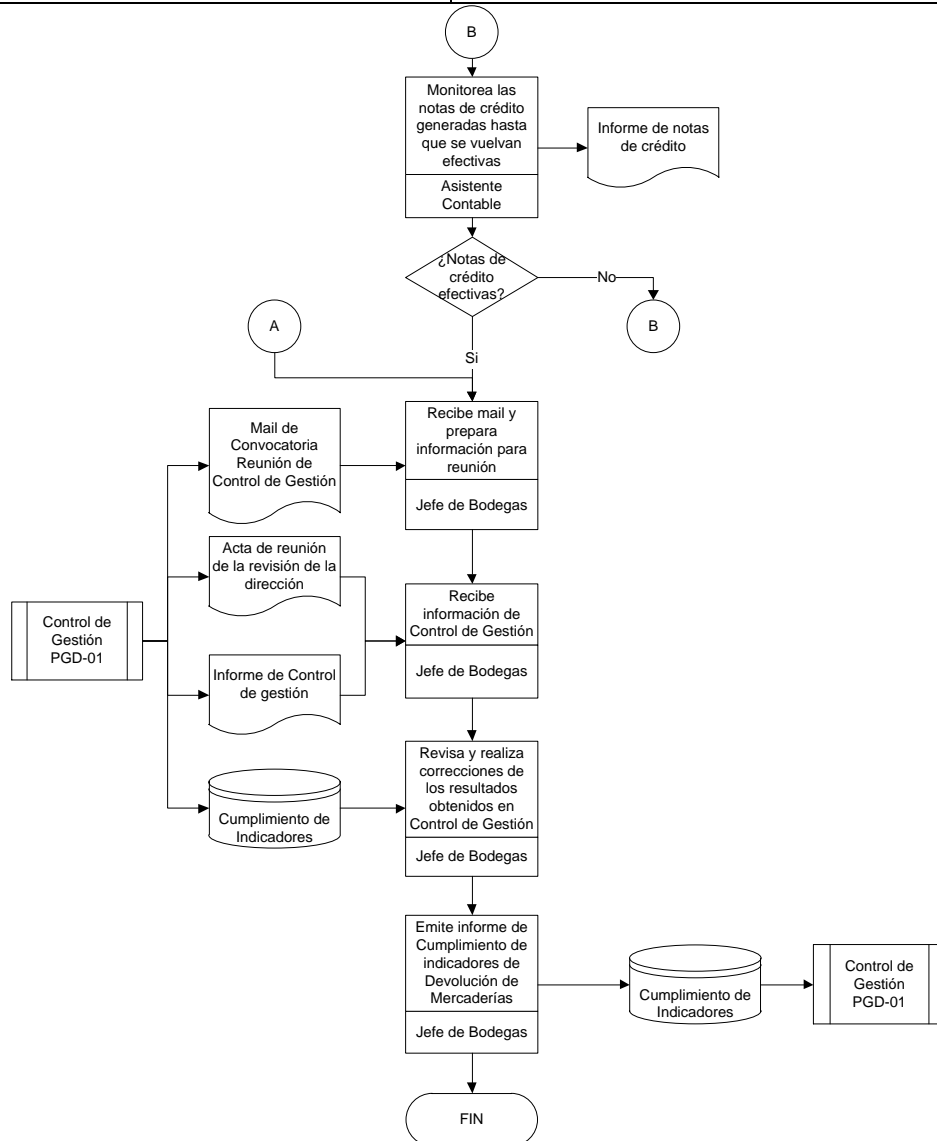 B
Monitorea las
notas de crédito
generadas hasta
que se vuelvan
efectivas
Asistente
Contable
Informe de notas
de crédito
¿Notas de
crédito
efectivas?
No
B
A
Si
Mail de
Convocatoria
Reunión de
Control de Gestión
Recibe mail y
prepara
información para
reunión
Jefe de Bodegas
Acta de reunión
de la revisión de la
dirección
Recibe
información de
Control de Gestión
Jefe de Bodegas
Control de
Gestión
PGD-01
Informe de Control
de gestión
Revisa y realiza
correcciones de
los resultados
obtenidos en
Control de Gestión
Jefe de Bodegas
Cumplimiento de
Indicadores
Emite informe de
Cumplimiento de
indicadores de
Devolución de
Mercaderías
Jefe de Bodegas
Cumplimiento de
Indicadores
Control de
Gestión
PGD-01
FIN